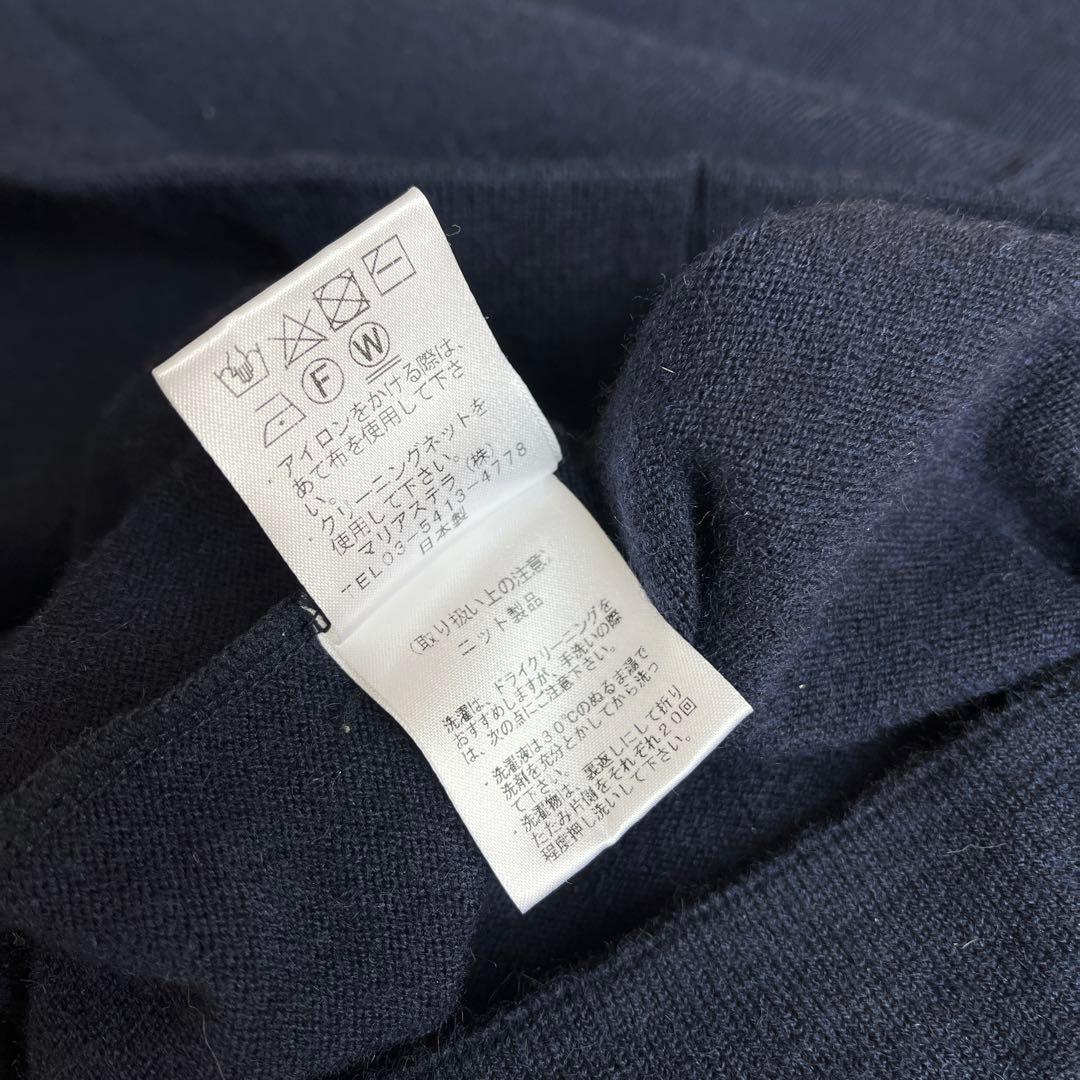 F W
・アイロンをかける際は、
あて布を使用して下さ
い。
・クリーニングネットを
使用して下さい。
マリアステラ（株）
TEL03-5413-4778
日本製
（取り扱い上の注意）
ニット製品
洗濯は、ドライクリーニングを
おすすめしますが、手洗いの際
は、次の点にご注意下さい。
・洗濯液は30℃のぬるま湯で
洗剤を充分とかしてから洗っ
て下さい。
・洗濯物は、裏返しにして折り
たたみ片側をそれぞれ20回
程度押し洗いして下さい。